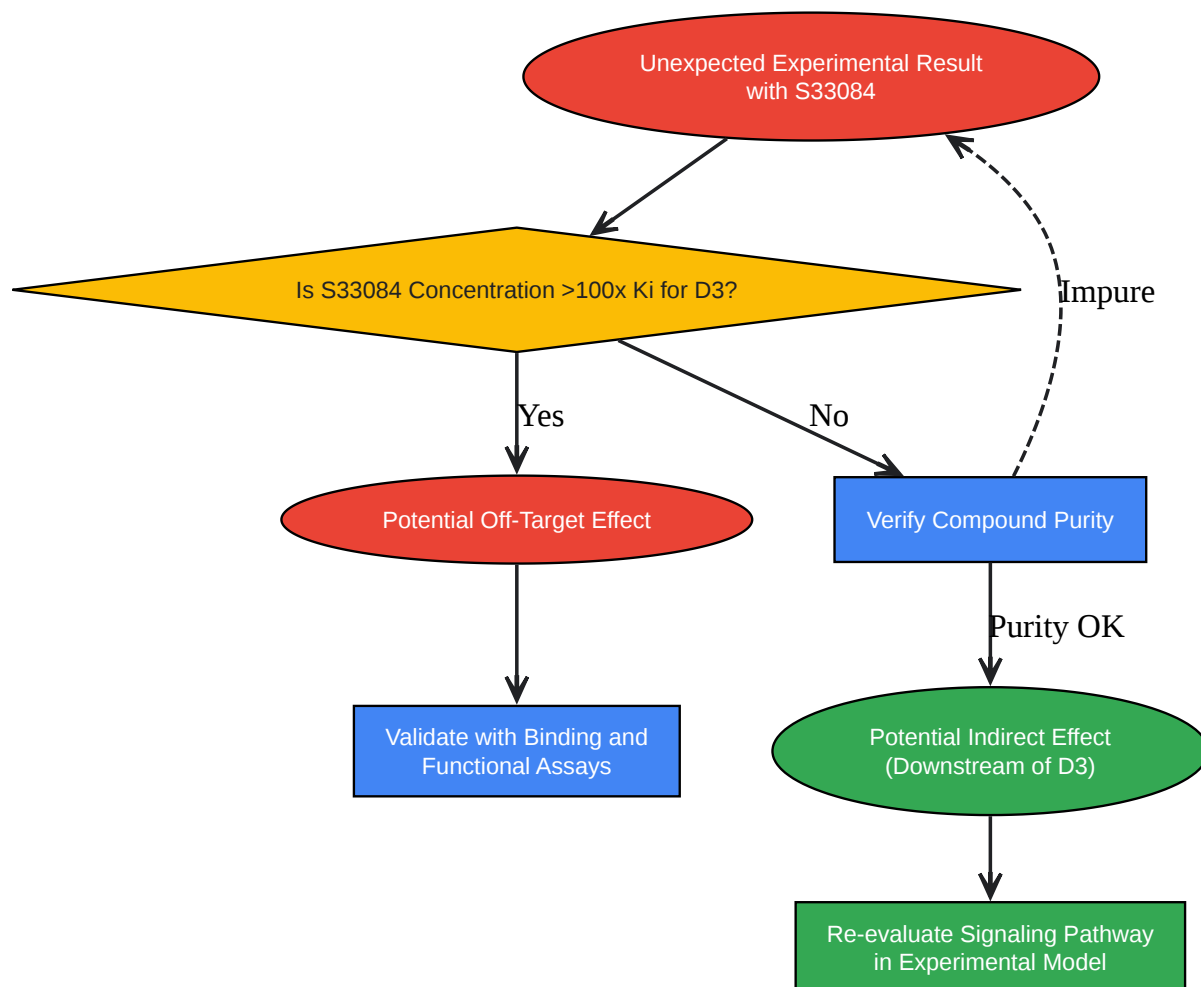 Unexpected Experimental Result
with S33084
Is S33084 Concentration >100x Ki for D3?
Impure
Yes
No
Potential Off-Target Effect
Verify Compound Purity
Purity OK
Validate with Binding and
Functional Assays
Potential Indirect Effect
(Downstream of D3)
Re-evaluate Signaling Pathway
in Experimental Model